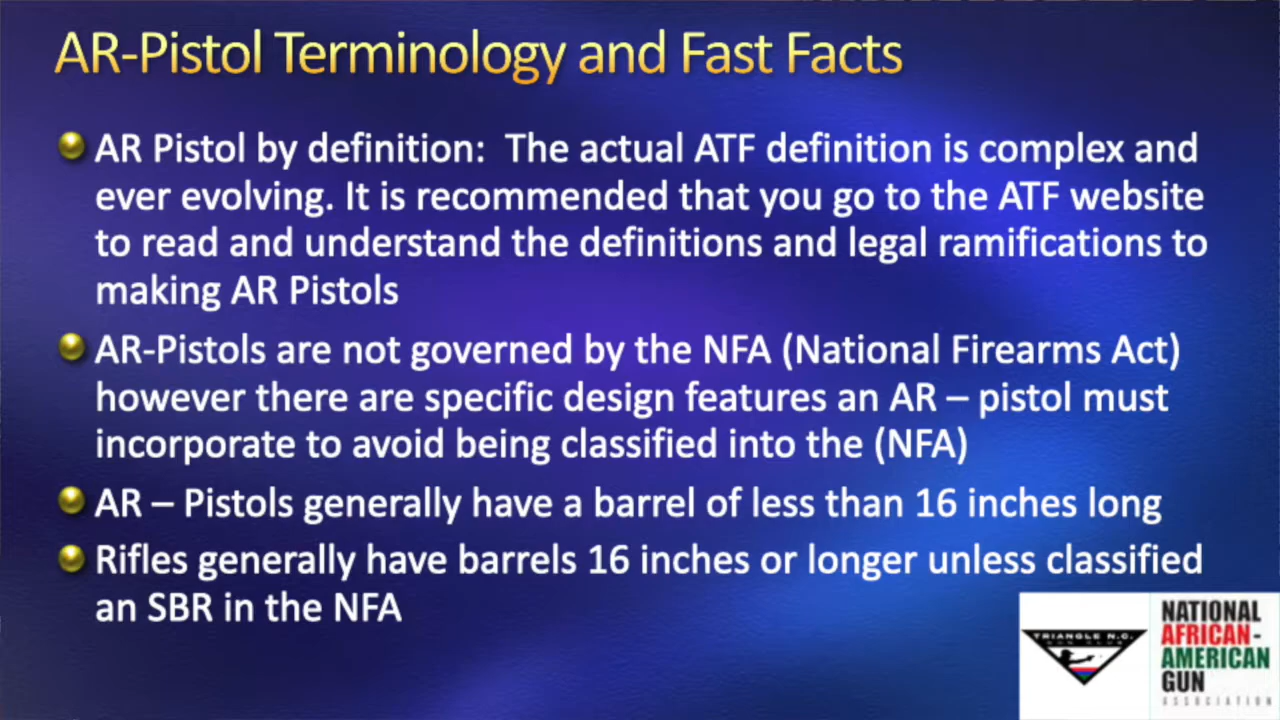 AR-Pistol Terminology and Fast Facts
AR Pistol by definition: The actual ATF definition is complex and
ever evolving. It is recommended that you go to the ATF website
to read and understand the definitions and legal ramifications to
making AR Pistols
AR-Pistols are not governed by the NFA (National Firearms Act)
however there are specific design features an AR – pistol must
incorporate to avoid being classified into the (NFA)
AR – Pistols generally have a barrel of less than 16 inches long
Rifles generally have barrels 16 inches or longer unless classified
an SBR in the NFA
TRIANGLE N.C.
GUN CLUB
NATIONAL
AFRICAN-
AMERICAN
GUN
ASSOCIATION